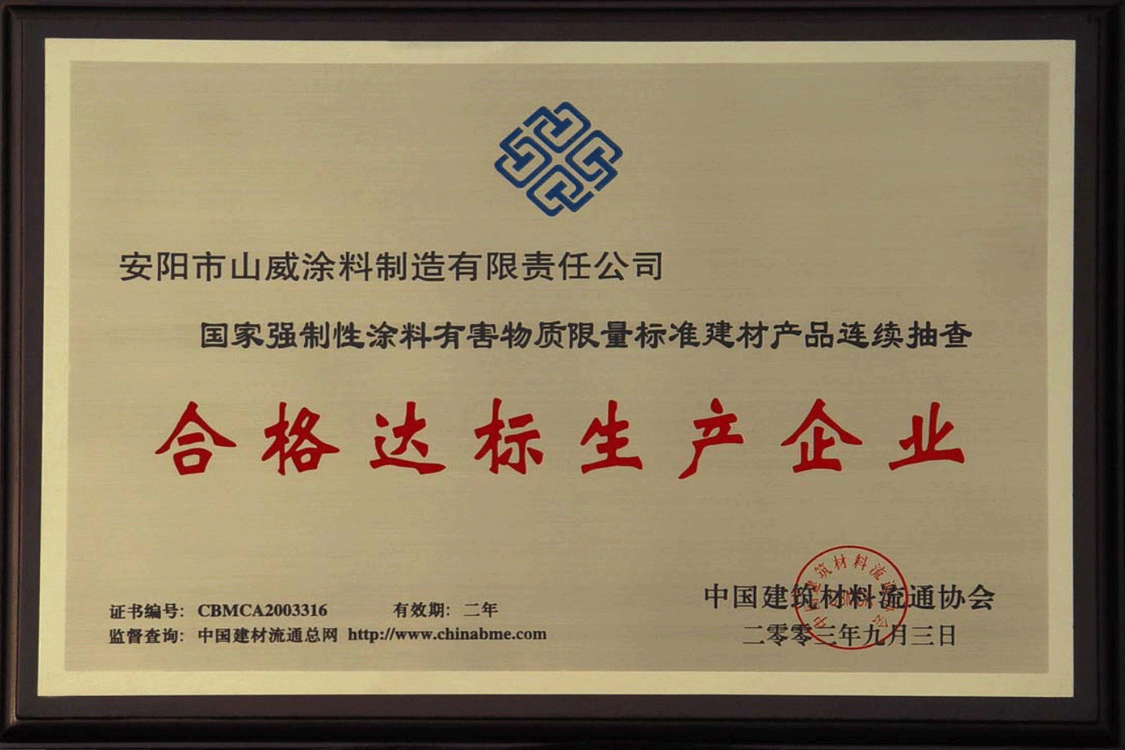 安阳市山威涂料制造有限责任公司
国家强制性涂料有害物质限量标准建材产品连续抽查
合格达标生产企业
证书编号: CBMCA2003316 有效期: 二年
监督查询: 中国建材流通总网 http://www.chinabme.com
中国建筑材料流通协会
二零零三年九月三日